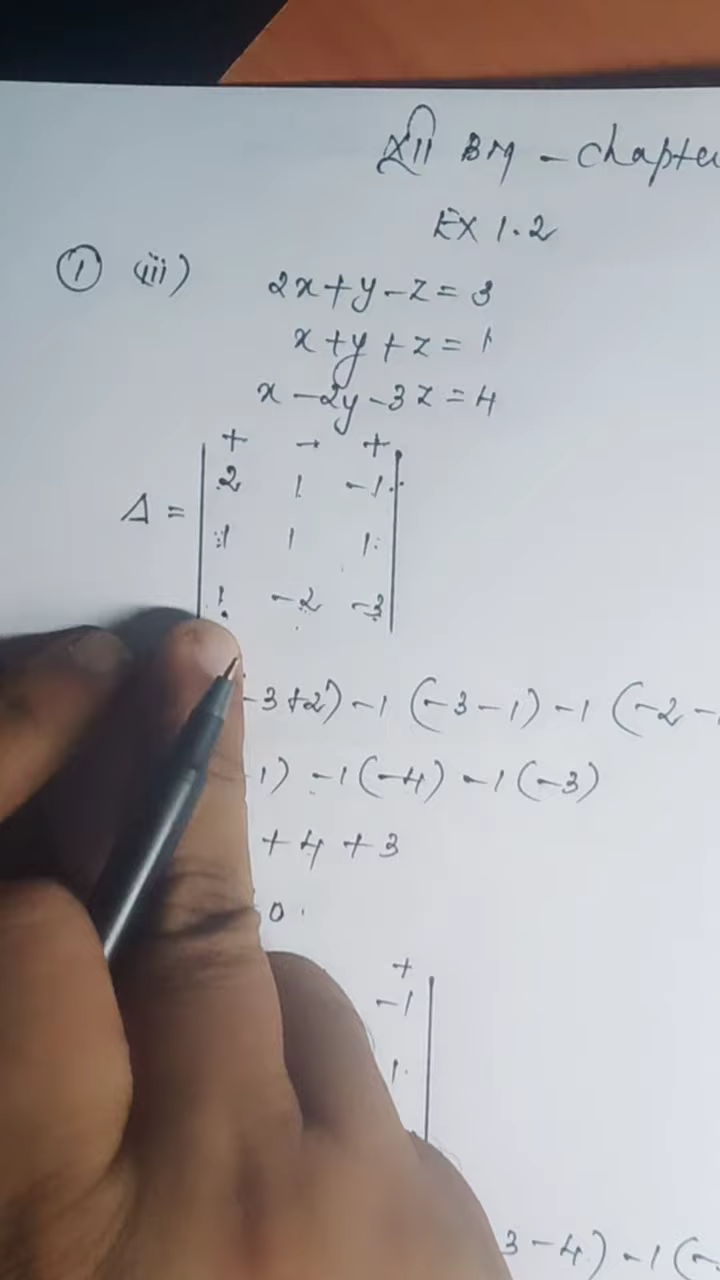 XII BM - chapter
EX 1.2
① (iii) 2x+y-z=3
x+y+z=1
x-2y-3z=4
+ - +
2 1 -1
Δ =
1 1 1
1 -2 -3
-3+2)-1(-3-1)-1(-2-
1) -1(-4) -1(-3)
+4+3
0
+
-1
1
3-4)-1(-